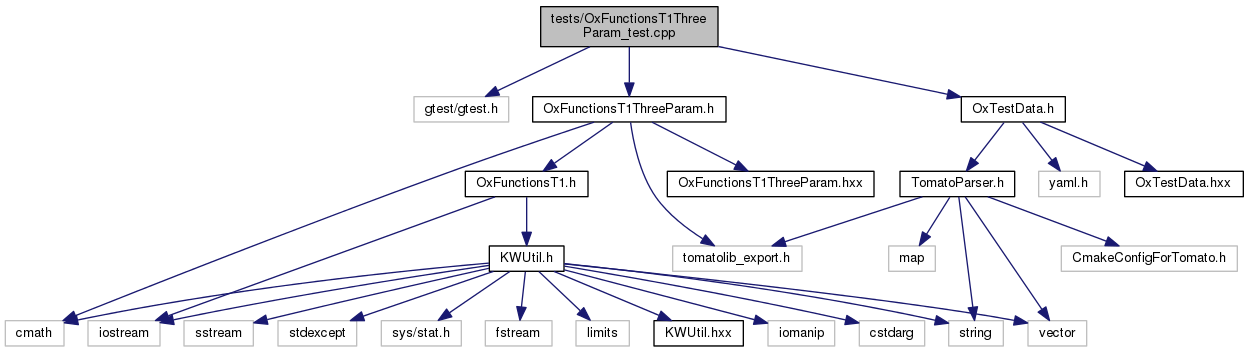 tests/OxFunctionsT1Three
Param_test.cpp
gtest/gtest.h
OxFunctionsT1ThreeParam.h
OxTestData.h
OxFunctionsT1.h
OxFunctionsT1ThreeParam.hxx
TomatoParser.h
yaml.h
OxTestData.hxx
KWUtil.h
tomatolib_export.h
map
CmakeConfigForTomato.h
cmath
iostream
sstream
stdexcept
sys/stat.h
fstream
limits
KWUtil.hxx
iomanip
cstdarg
string
vector